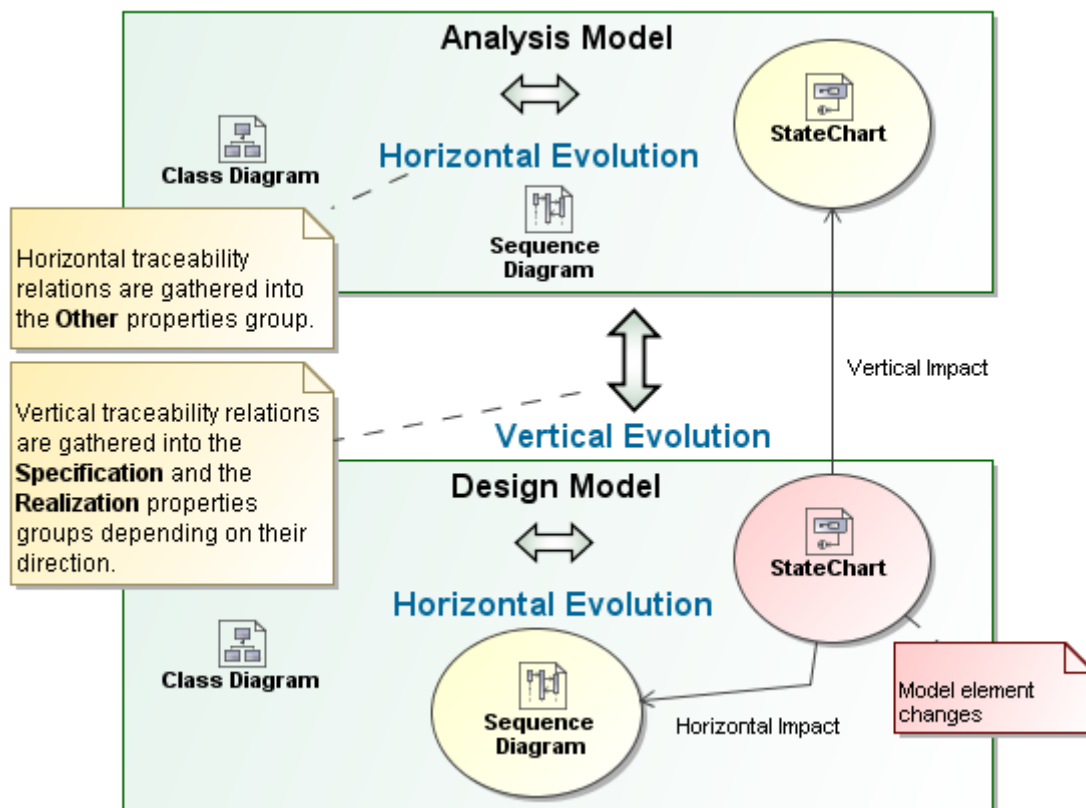 Analysis Model
StateChart
Horizontal Evolution
Class Diagram
Sequence
Diagram
Horizontal traceability
relations are gathered into
the Other properties group.
Vertical Impact
Vertical traceability relations
are gathered into the
Specification and the
Realization properties
groups depending on their
direction.
Vertical Evolution
Design Model
StateChart
Horizontal Evolution
Class Diagram
Sequence
Diagram
Horizontal Impact
Model element
changes